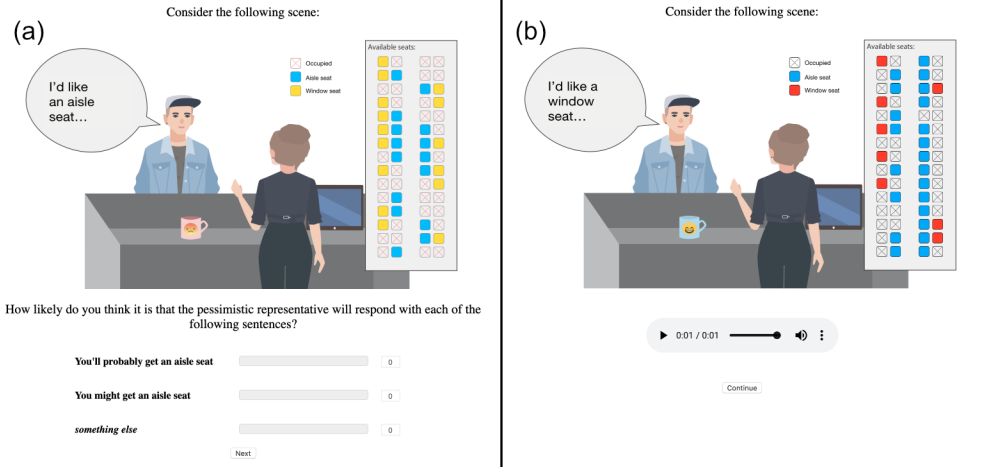 (a)
Consider the following scene:
I'd like
an aisle
seat…
Occupied
Aisle seat
Window seat
Available seats:
How likely do you think it is that the pessimistic representative will respond with each of the
following sentences?
You'll probably get an aisle seat
0
You might get an aisle seat
0
something else
0
Next
(b)
Consider the following scene:
I'd like a
window
seat…
Occupied
Aisle seat
Window seat
Available seats:
0:01 / 0:01
Continue